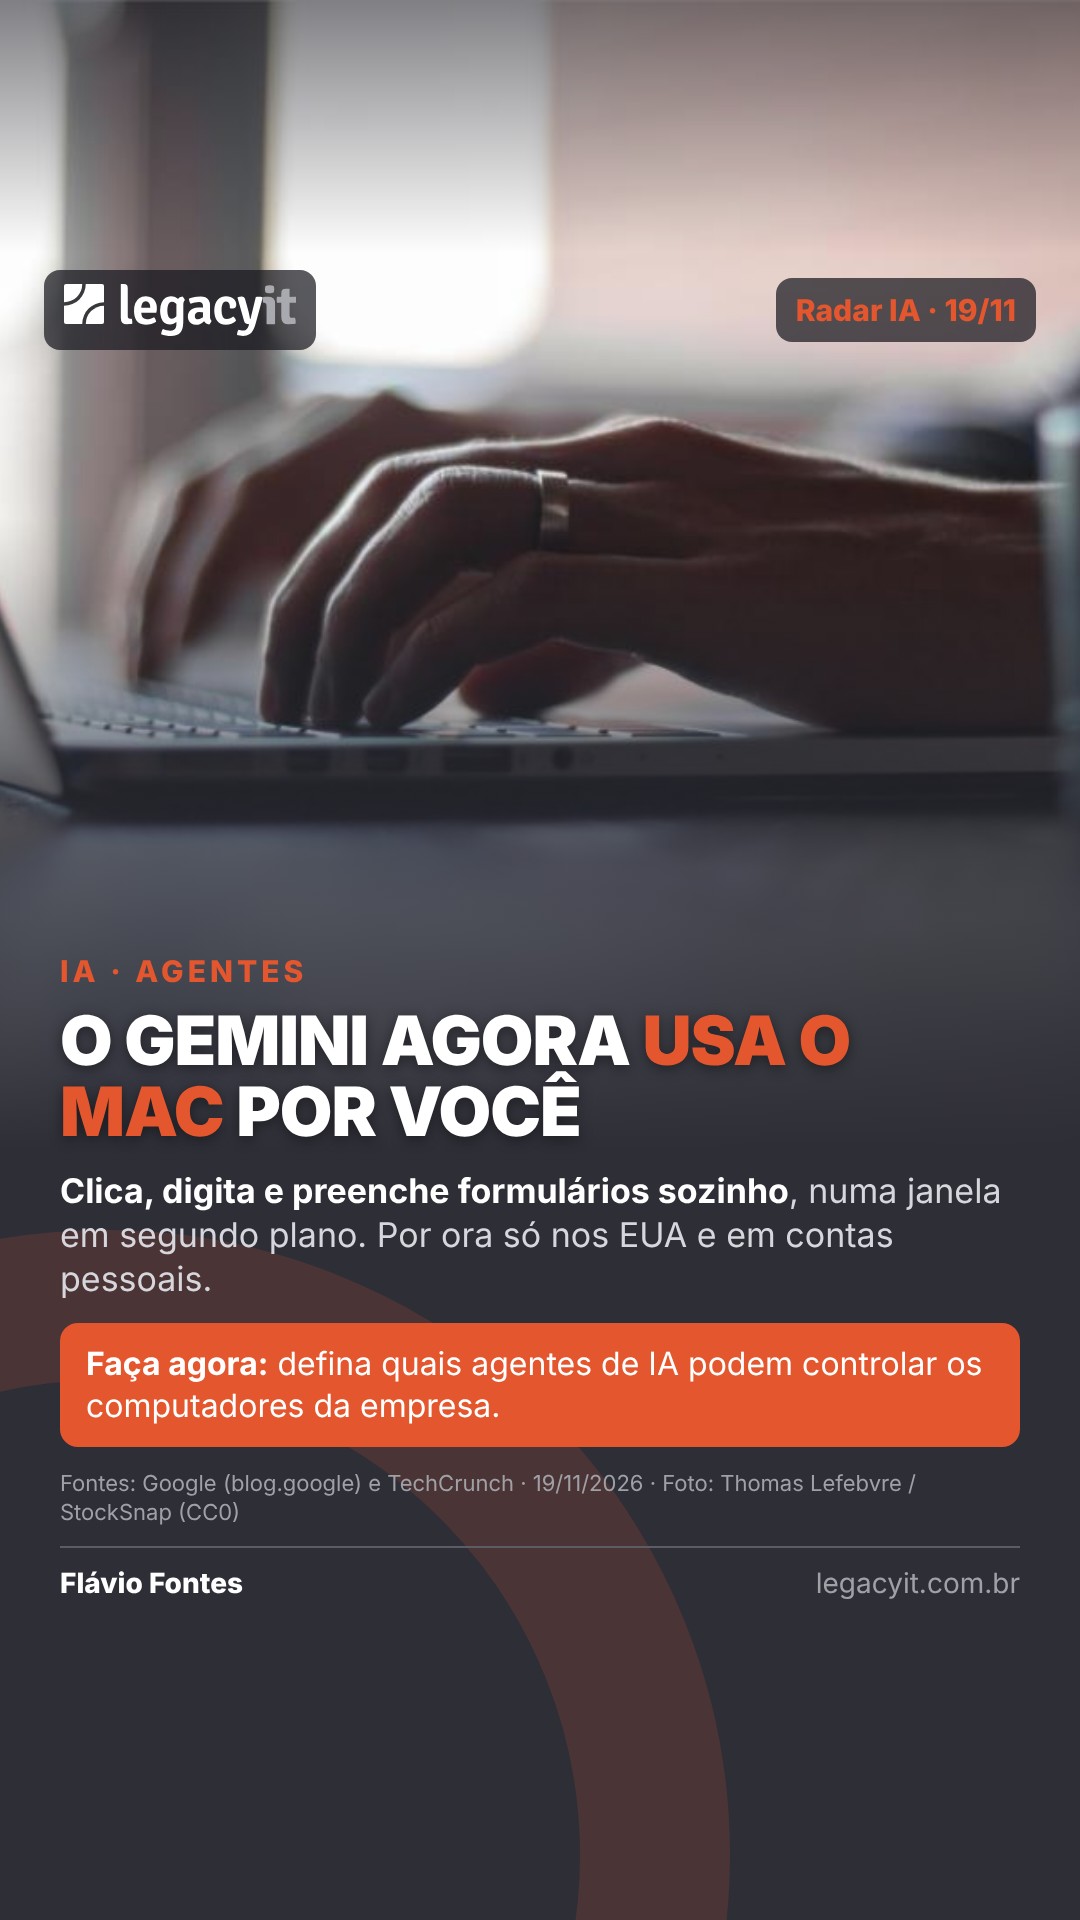 legacyit
Radar IA · 19/11
IA · AGENTES
O GEMINI AGORA USA O
MAC POR VOCÊ
Clica, digita e preenche formulários sozinho, numa janela
em segundo plano. Por ora só nos EUA e em contas
pessoais.
Faça agora: defina quais agentes de IA podem controlar os
computadores da empresa.
Fontes: Google (blog.google) e TechCrunch · 19/11/2026 · Foto: Thomas Lefebvre /
StockSnap (CC0)
Flávio Fontes
legacyit.com.br